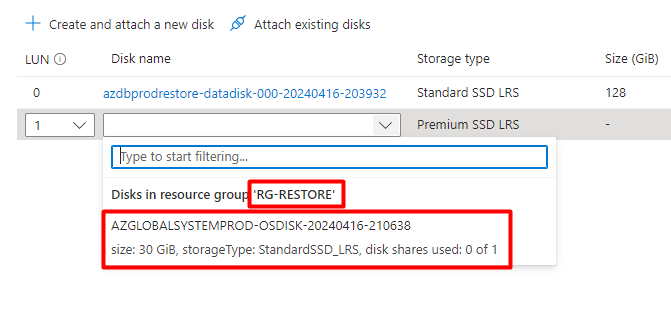 Create and attach a new disk Attach existing disks
LUN Disk name Storage type Size (GiB)
0 azdbprodrestore-datadisk-000-20240416-203932 Standard SSD LRS 128
1 Premium SSD LRS -
Type to start filtering...
Disks in resource group 'RG-RESTORE'
AZGLOBALSYSTEMPROD-OSDISK-20240416-210638
size: 30 GiB, storageType: StandardSSD_LRS, disk shares used: 0 of 1